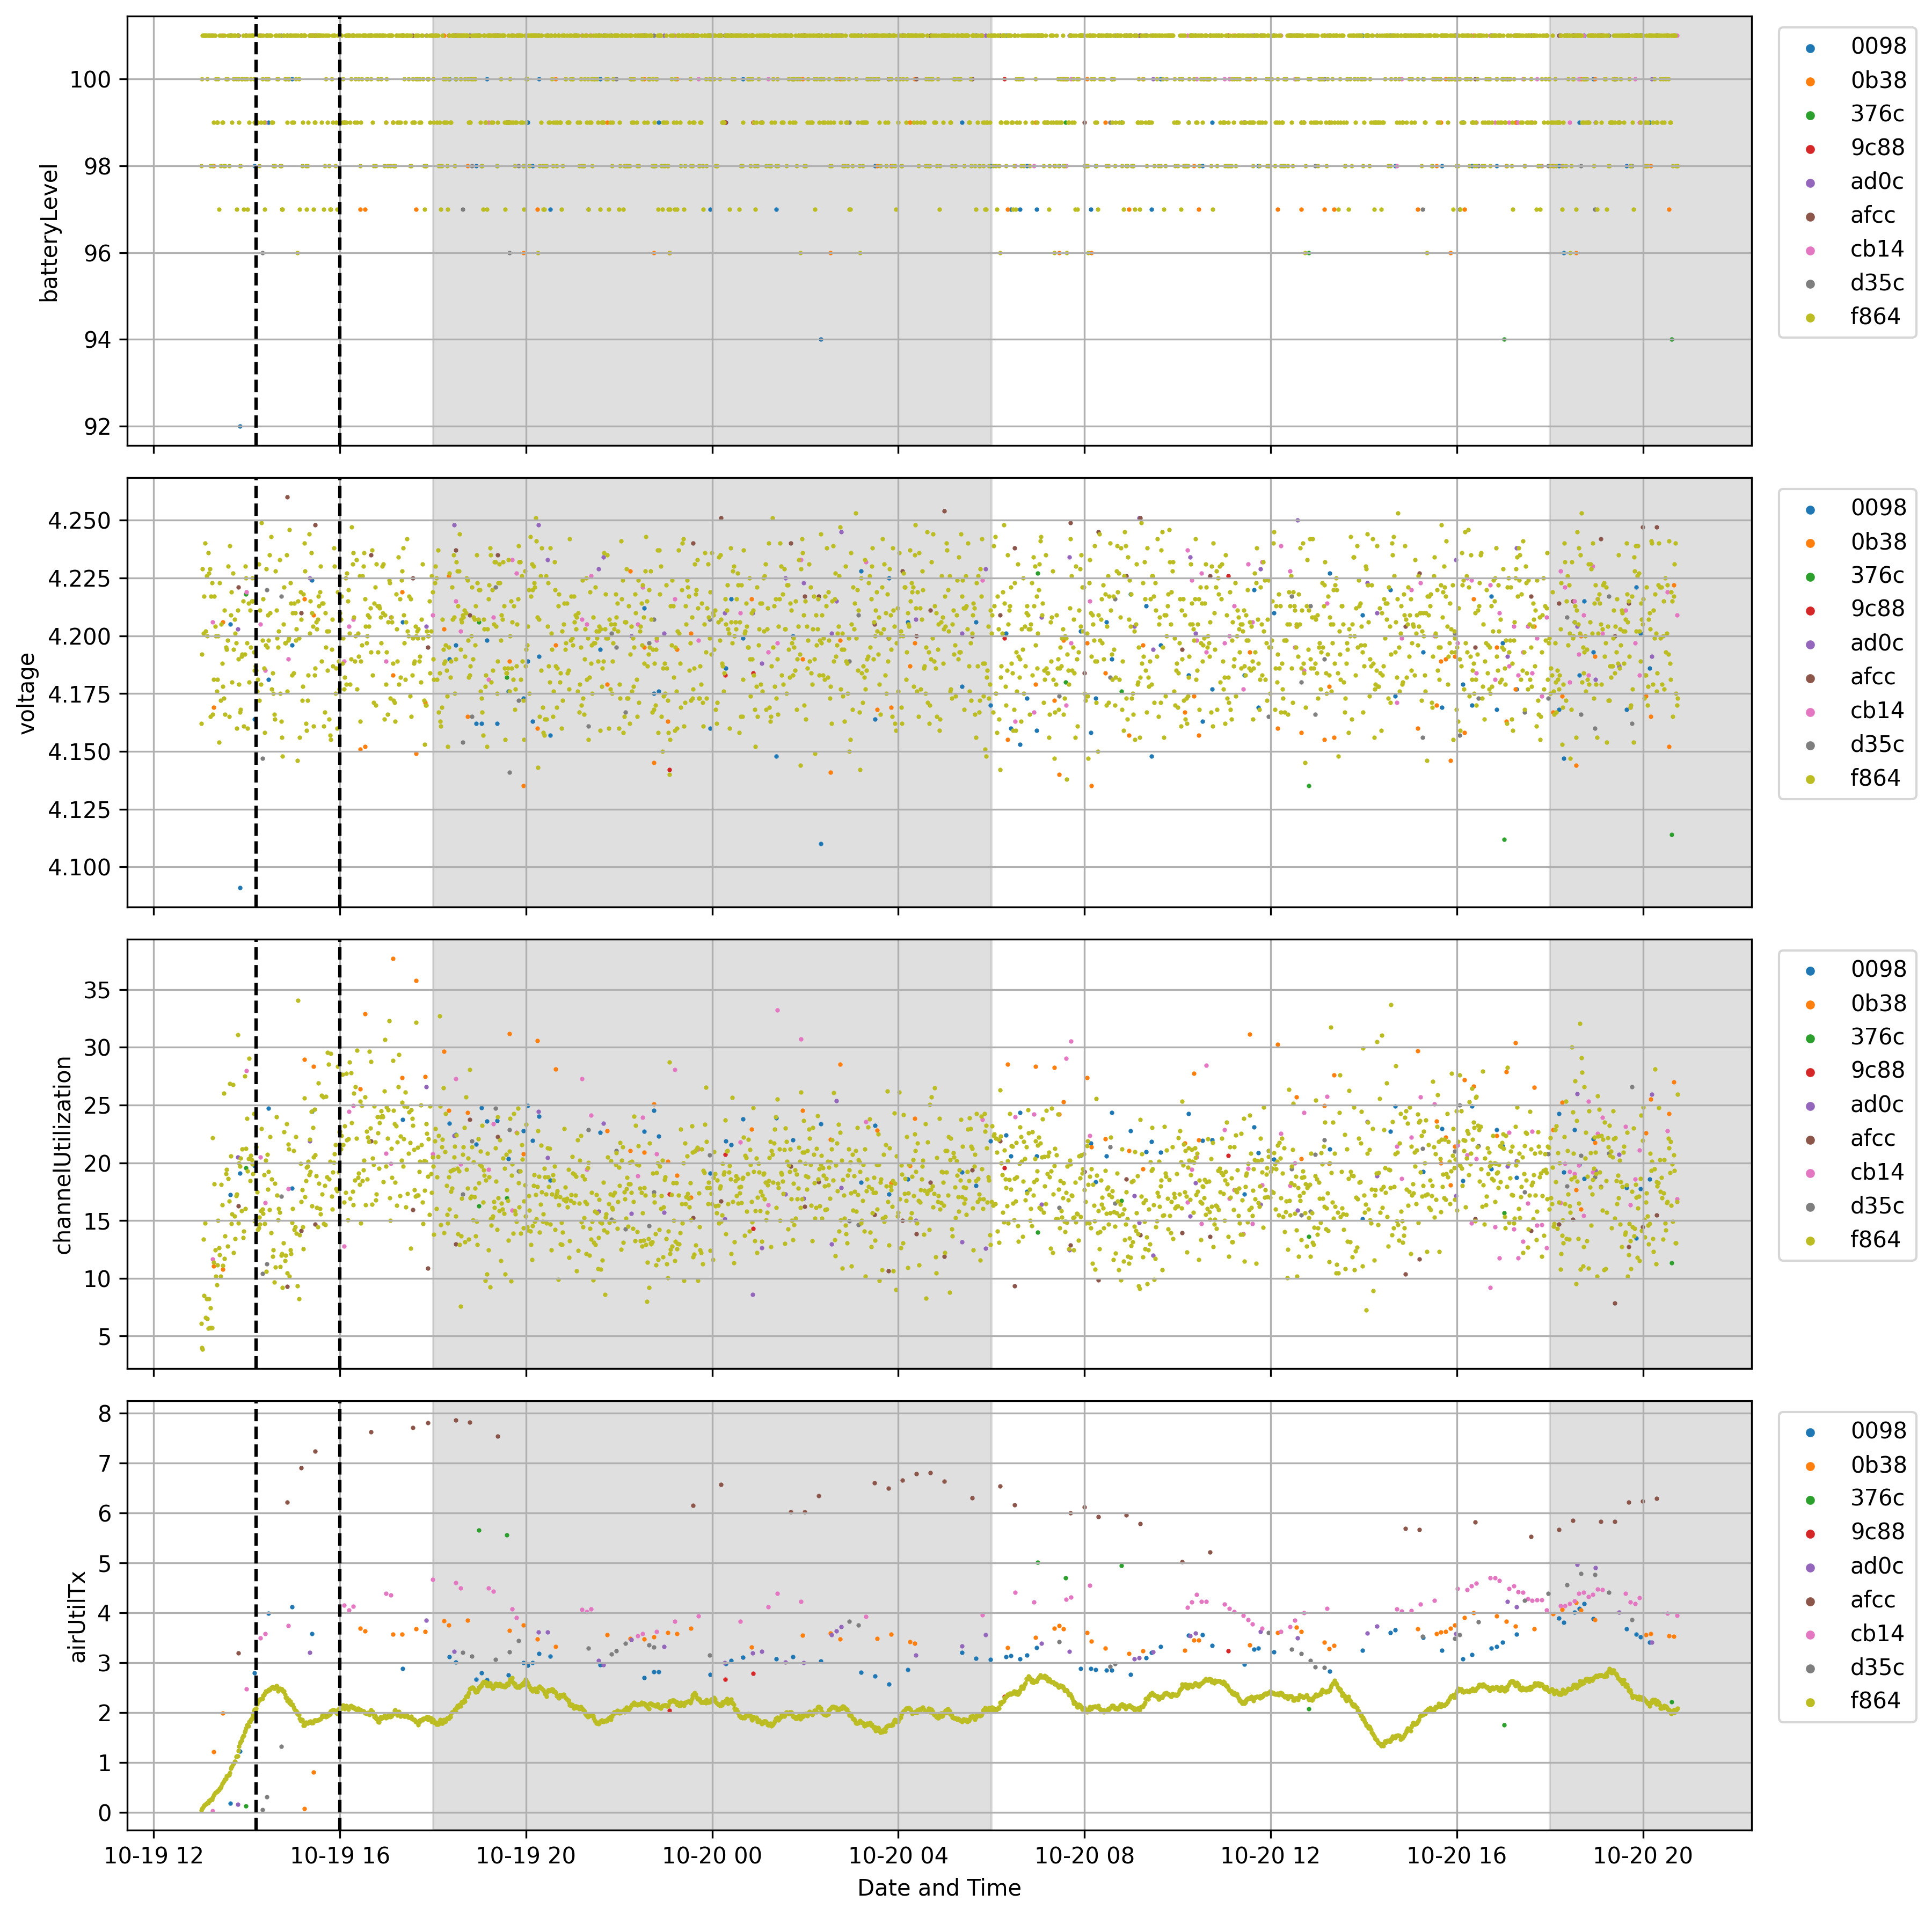 batteryLevel
100
98
96
94
92
0098
0b38
376c
9c88
ad0c
afcc
cb14
d35c
f864
voltage
4.250
4.225
4.200
4.175
4.150
4.125
4.100
0098
0b38
376c
9c88
ad0c
afcc
cb14
d35c
f864
channelUtilization
35
30
25
20
15
10
5
0098
0b38
376c
9c88
ad0c
afcc
cb14
d35c
f864
airUtilTx
8
7
6
5
4
3
2
1
0
0098
0b38
376c
9c88
ad0c
afcc
cb14
d35c
f864
10-19 12 10-19 16 10-19 20 10-20 00 10-20 04 10-20 08 10-20 12 10-20 16 10-20 20
Date and Time